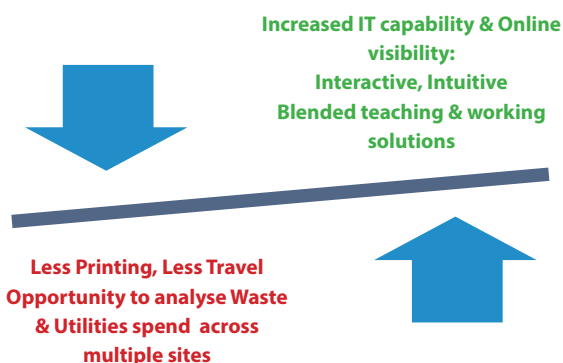 Increased IT capability & Online
visibility:
Interactive, Intuitive
Blended teaching & working
solutions
Less Printing, Less Travel
Opportunity to analyse Waste
& Utilities spend across
multiple sites